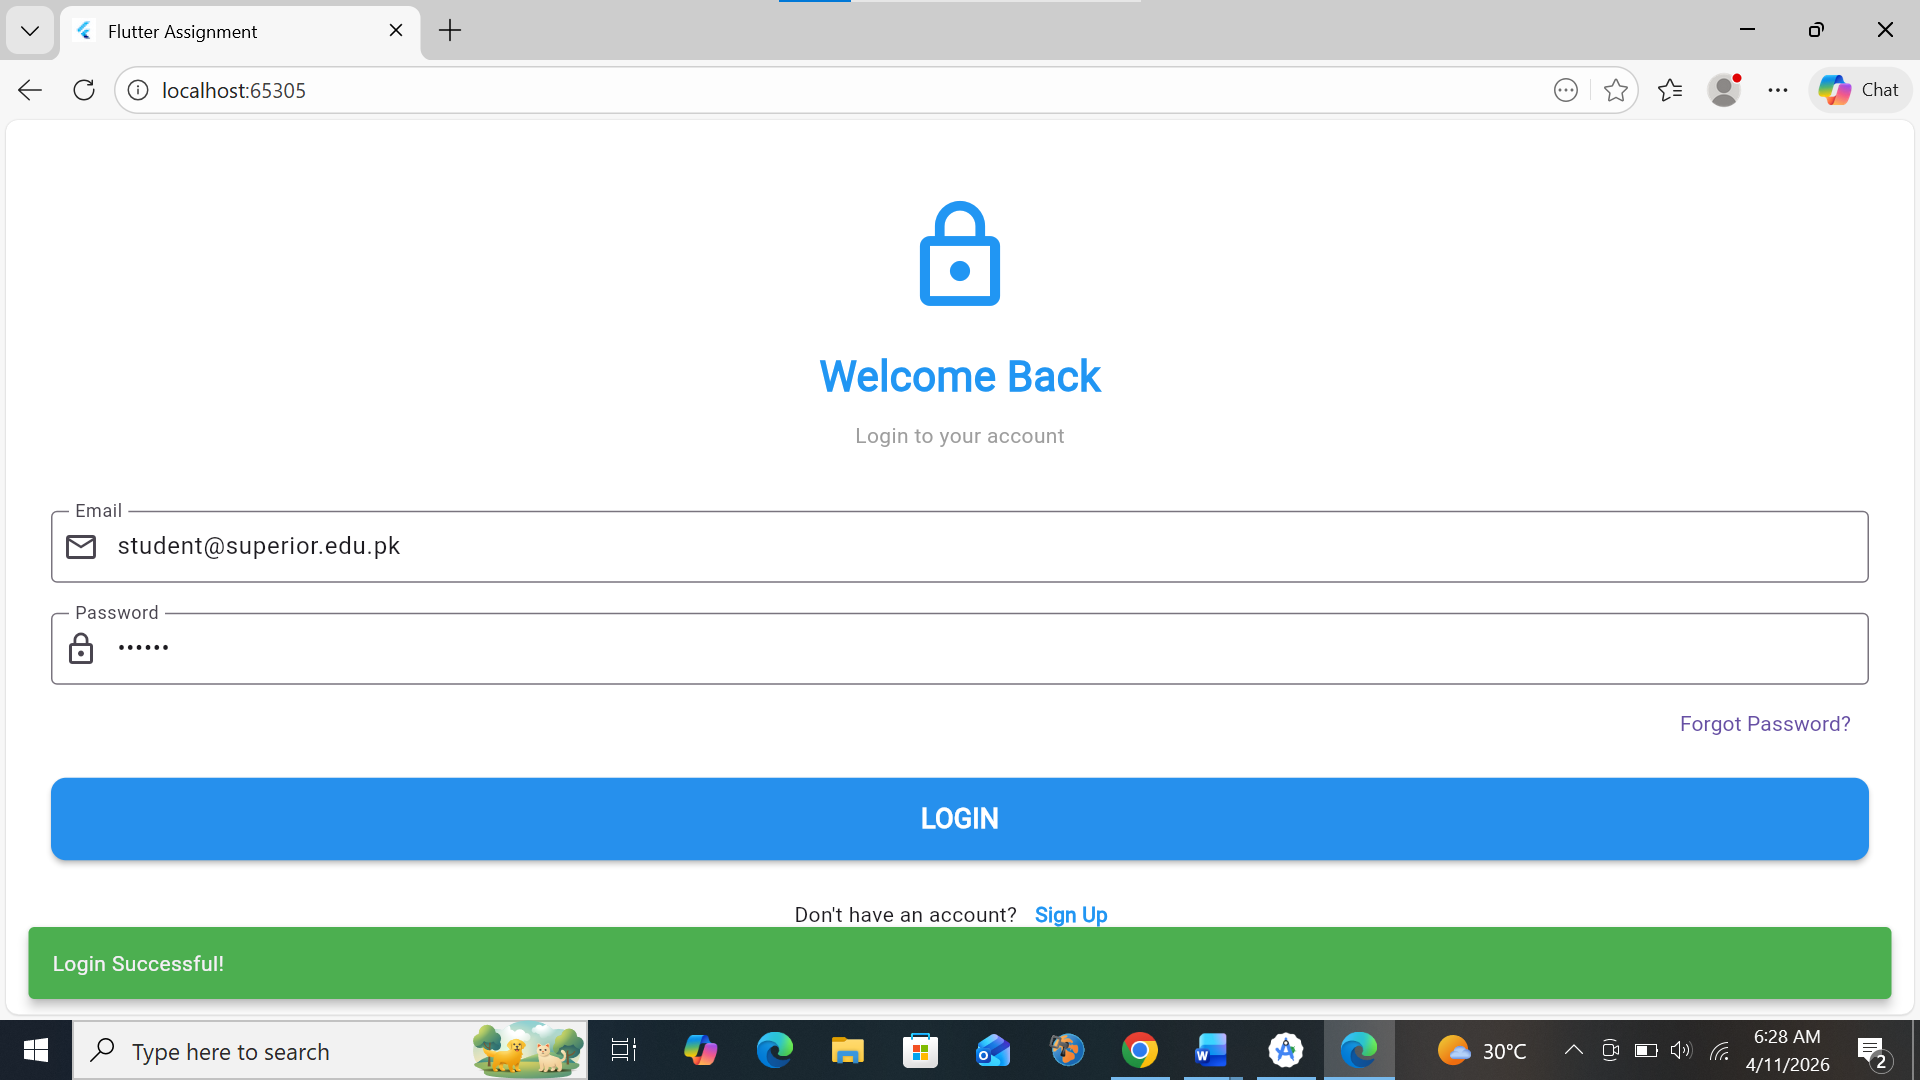 Flutter Assignment
localhost:65305
Chat
Welcome Back
Login to your account
Email
student@superior.edu.pk
Password
••••••
Forgot Password?
LOGIN
Don't have an account? Sign Up
Login Successful!
Type here to search
30°C
6:28 AM
4/11/2026
2